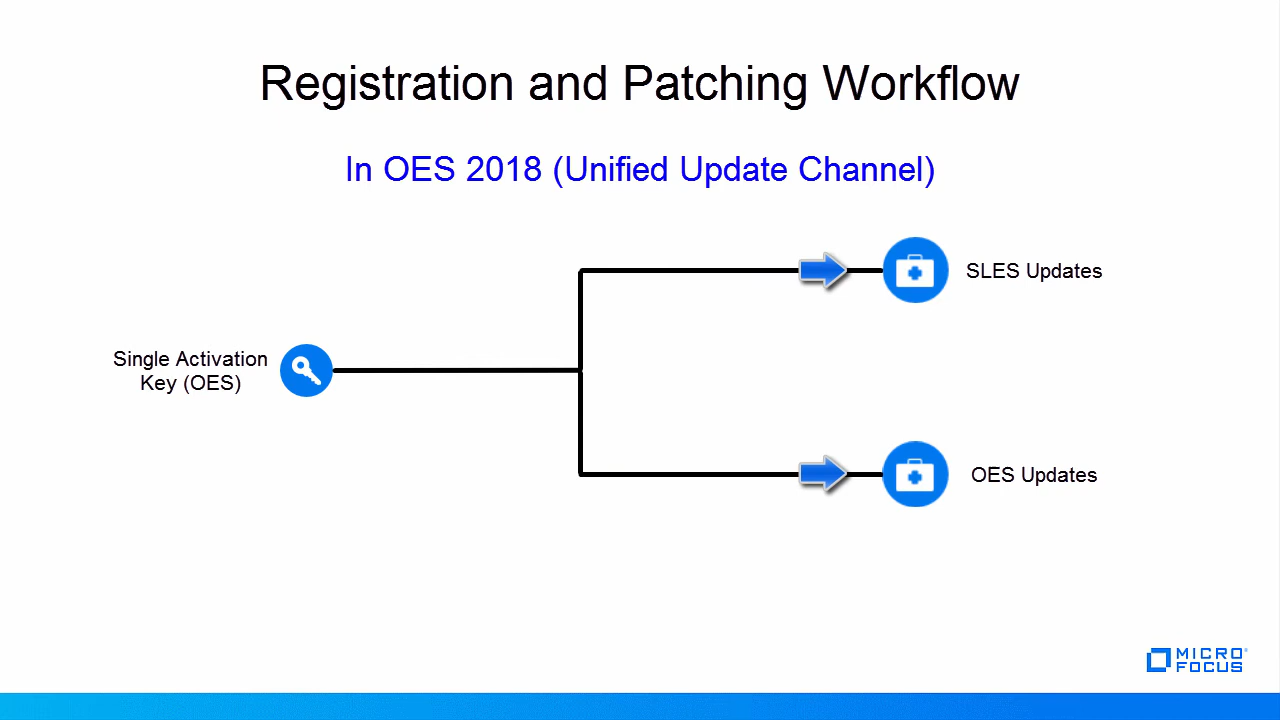 Registration and Patching Workflow
In OES 2018 (Unified Update Channel)
SLES Updates
Single Activation
Key (OES)
OES Updates
MICRO
FOCUS